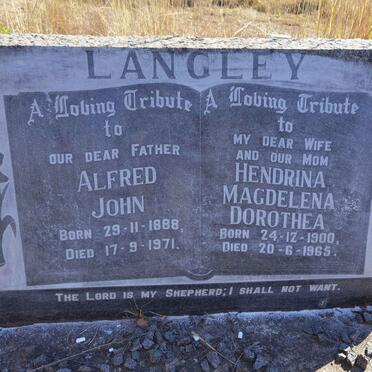 LANGLEY
A Loving Tribute
to
OUR DEAR FATHER
ALFRED
JOHN
BORN 29-11-1888,
DIED 17-9-1971.
A Loving Tribute
to
MY DEAR WIFE
AND OUR MOM
HENDRINA
MAGDELENA
DOROTHEA
BORN 24-12-1900,
DIED 20-6-1965.
THE LORD IS MY SHEPHERD; I SHALL NOT WANT.